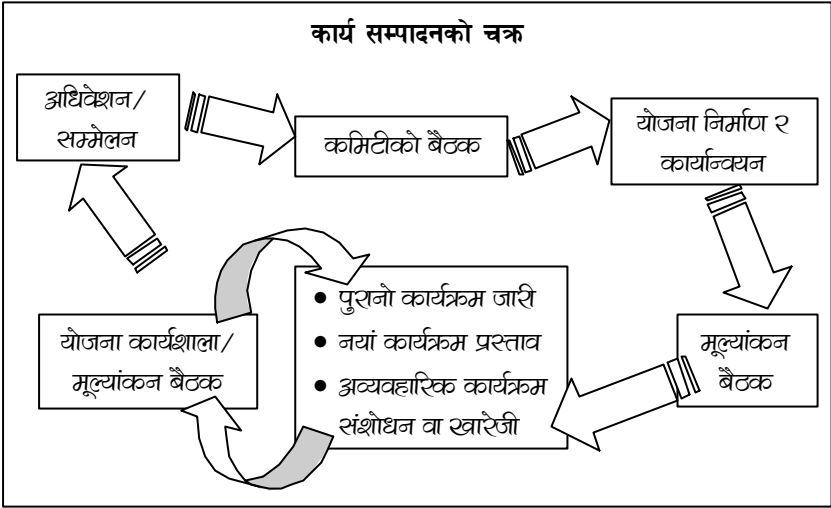 कार्य सम्पादनको चक्र
अधिवेशन/
सम्मेलन
कमिटीको बैठक
योजना निर्माण र
कार्यान्वयन
मूल्यांकन
बैठक
• पुरानो कार्यक्रम जारी
• नयां कार्यक्रम प्रस्ताव
• अव्यवहारिक कार्यक्रम
संशोधन वा खारेजी
योजना कार्यशाला/
मूल्यांकन बैठक